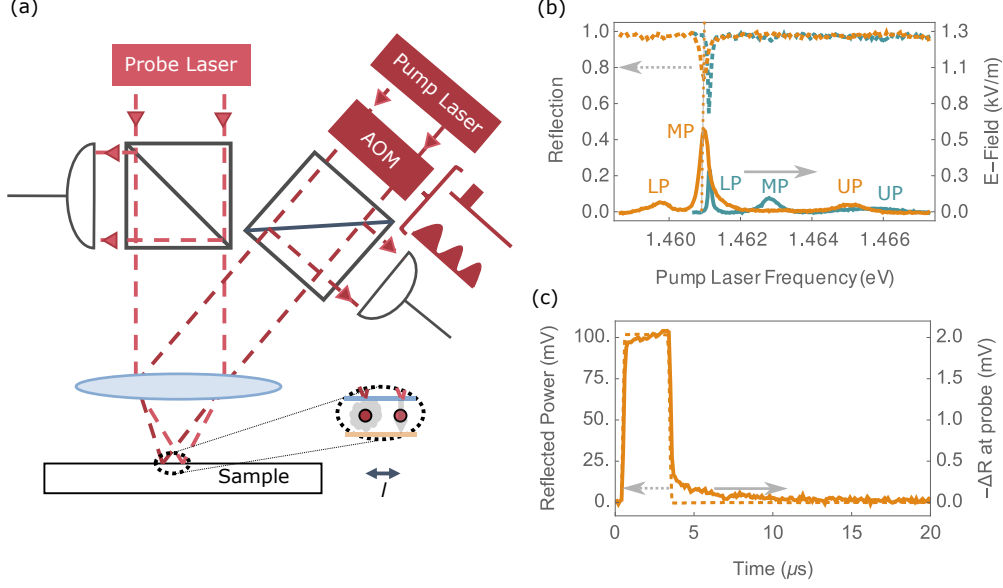 (a)
Probe Laser
Pump Laser
AOM
Sample
l
(b)
1.0
0.8
0.6
0.4
0.2
0.0
Reflection
1.3
1.1
0.8
0.5
0.3
0.0
E−Field (kV/m)
MP
LP
LP
MP
UP
UP
1.460
1.462
1.464
1.466
Pump Laser Frequency (eV)
(c)
100.
75.
50.
25.
0.
Reflected Power (mV)
2.0
1.5
1.0
0.5
0.0
−ΔR at probe (mV)
0
5
10
15
20
Time (μs)